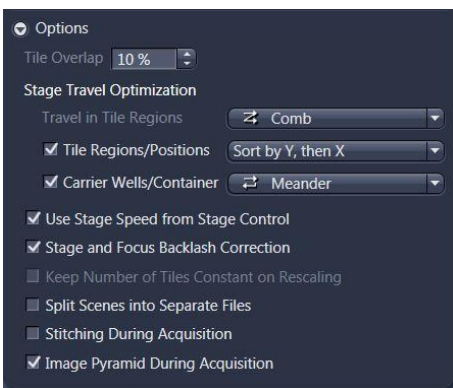 Options
Tile Overlap 10 %
Stage Travel Optimization
Travel in Tile Regions Comb
Tile Regions/Positions Sort by Y, then X
Carrier Wells/Container Meander
Use Stage Speed from Stage Control
Stage and Focus Backlash Correction
Keep Number of Tiles Constant on Rescaling
Split Scenes into Separate Files
Stitching During Acquisition
Image Pyramid During Acquisition